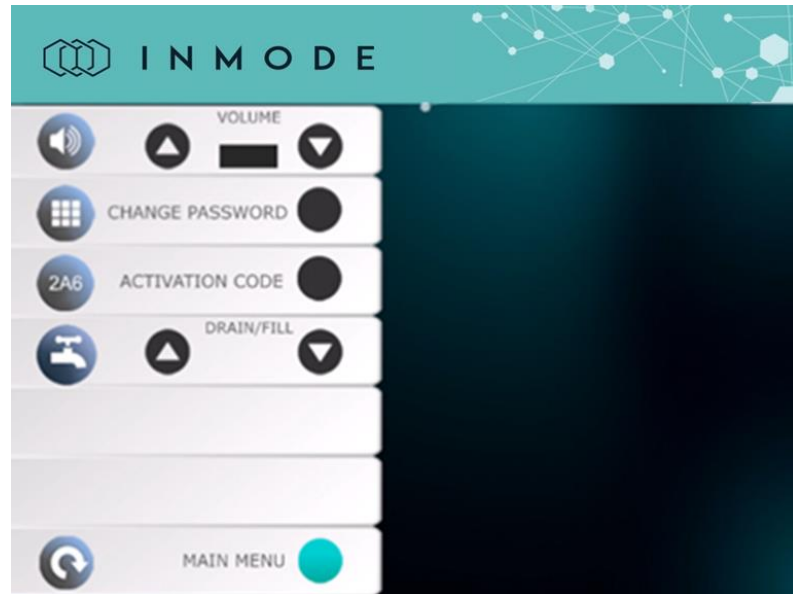 INMODE
VOLUME
CHANGE PASSWORD
2A6
ACTIVATION CODE
DRAIN/FILL
MAIN MENU